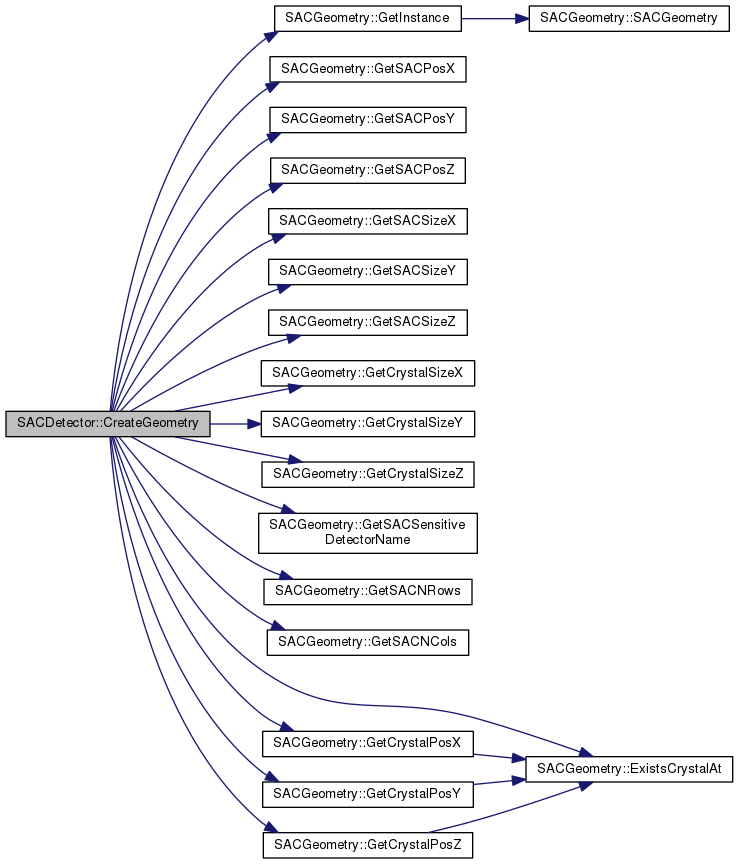 SACGeometry::GetInstance
SACGeometry::SACGeometry
SACGeometry::GetSACPosX
SACGeometry::GetSACPosY
SACGeometry::GetSACPosZ
SACGeometry::GetSACSizeX
SACGeometry::GetSACSizeY
SACGeometry::GetSACSizeZ
SACGeometry::GetCrystalSizeX
SACDetector::CreateGeometry
SACGeometry::GetCrystalSizeY
SACGeometry::GetCrystalSizeZ
SACGeometry::GetSACSensitive
DetectorName
SACGeometry::GetSACNRows
SACGeometry::GetSACNCols
SACGeometry::GetCrystalPosX
SACGeometry::ExistsCrystalAt
SACGeometry::GetCrystalPosY
SACGeometry::GetCrystalPosZ